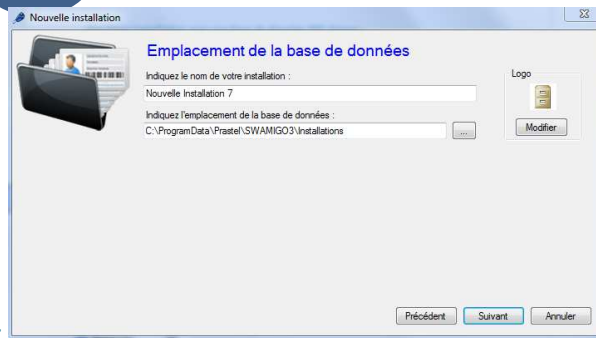 Nouvelle installation
Emplacement de la base de données
Indiquez le nom de votre installation :
Nouvelle Installation 7
Indiquez l'emplacement de la base de données :
C:\ProgramData\Prastel\SWAMIGO3\Installations
...
Logo
Modifier
Précédent
Suivant
Annuler